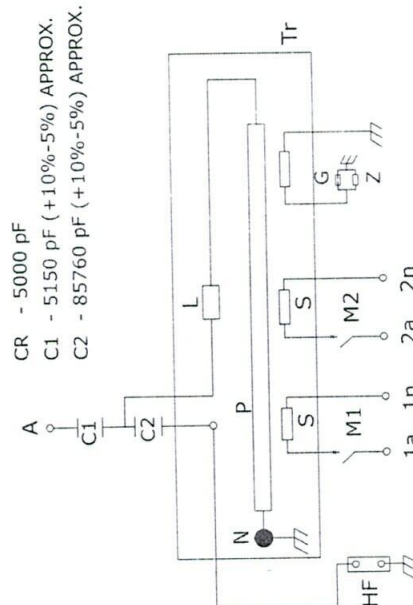 CR - 5000 pF
C1 - 5150 pF (+10%-5%) APPROX.
C2 - 85760 pF (+10%-5%) APPROX.
A
C1
C2
L
Tr
P
N
S
S
G
Z
M1
M2
HF
1a
1n
2a
2n